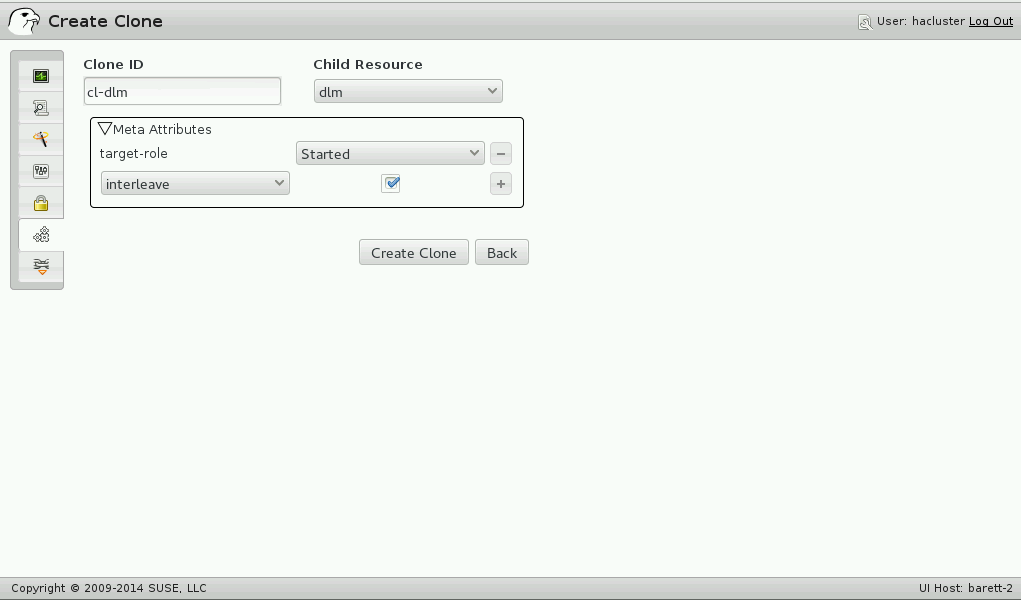 Create Clone
User: hacluster Log Out
Clone ID
Child Resource
cl-dlm
dlm
Meta Attributes
target-role
Started
interleave
Create Clone
Back
Copyright © 2009-2014 SUSE, LLC
UI Host: barett-2